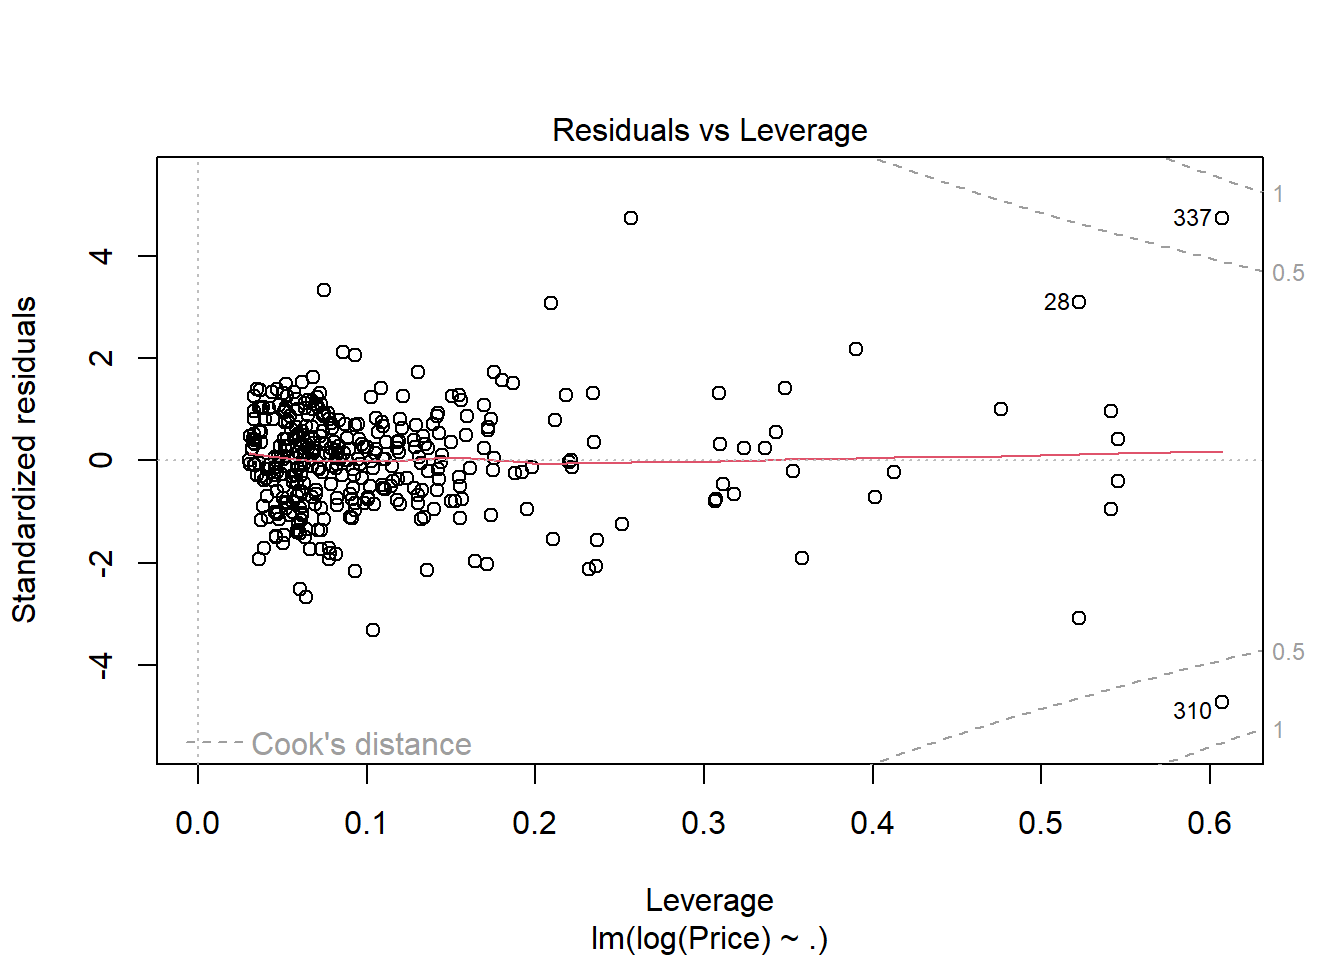 Residuals vs Leverage
Standardized residuals
4
2
0
-2
-4
337
28
310
1
0.5
0.5
1
Cook's distance
0.0 0.1 0.2 0.3 0.4 0.5 0.6
Leverage
lm(log(Price) ~ .)